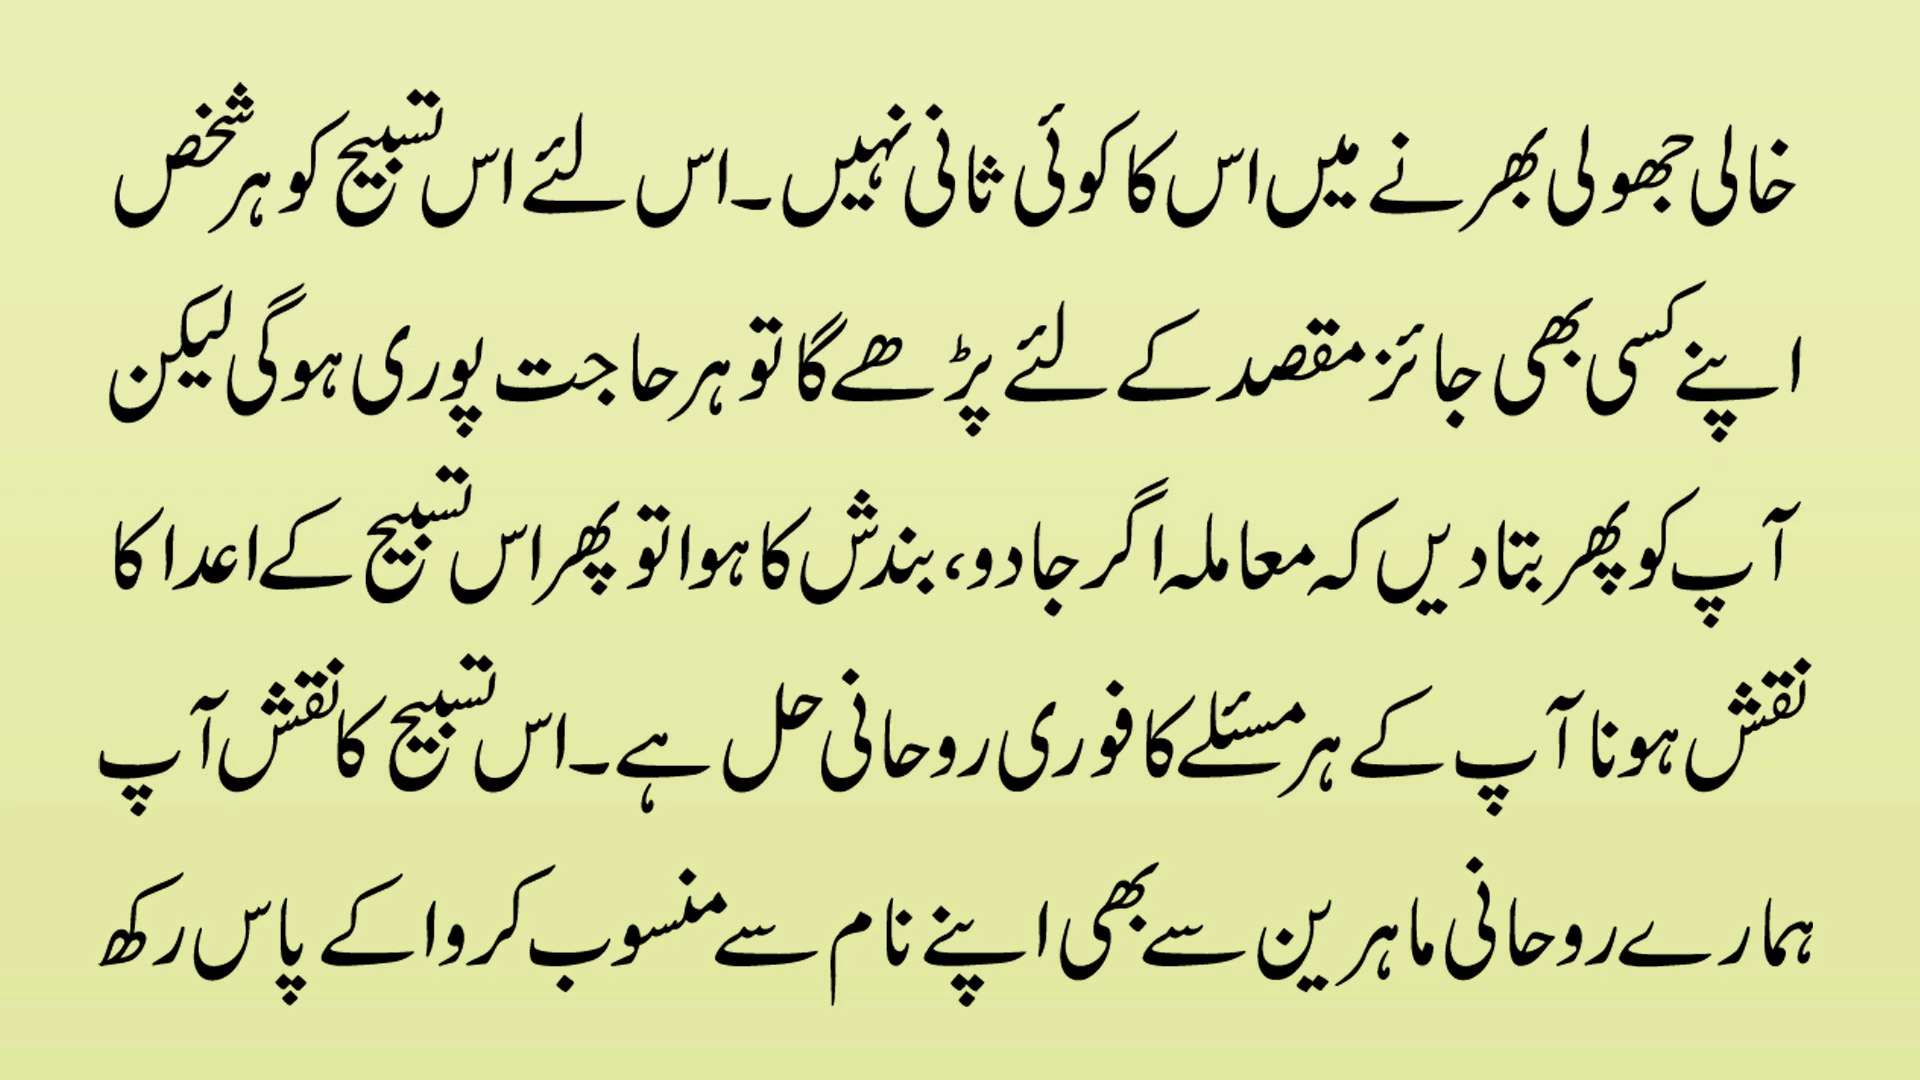 خالی جھولی بھرنے میں اس کا کوئی ثانی نہیں۔ اس لئے اس تسبیح کو ہر شخص
اپنے کسی بھی جائز مقصد کے لئے پڑھے گا تو ہر حاجت پوری ہوگی لیکن
آپ کو پھر بتادیں کہ معاملہ اگر جادو، بندش کا ہوا تو پھر اس تسبیح کے اعدا کا
نقش ہونا آپ کے ہر مسئلے کا فوری روحانی حل ہے۔ اس تسبیح کا نقش آپ
ہمارے روحانی ماہرین سے بھی اپنے نام سے منسوب کروا کے پاس رکھ